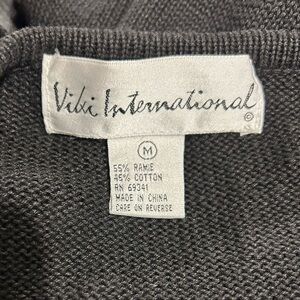 Viki International
©
M
55% RAMIE
45% COTTON
RN 69341
MADE IN CHINA
CARE ON REVERSE